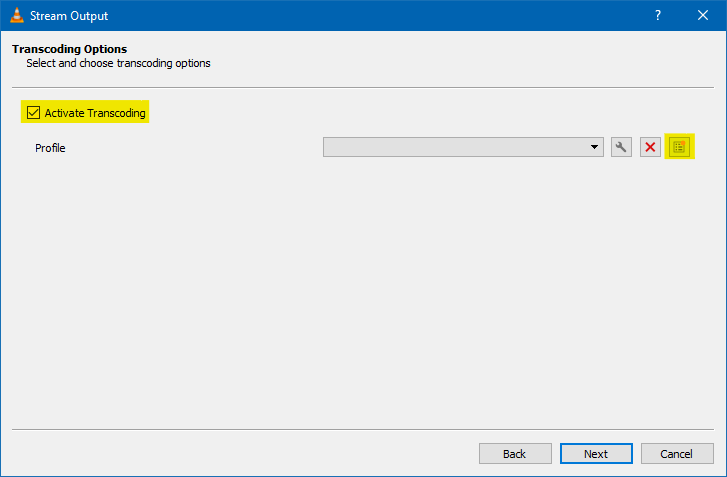 Stream Output
?
Transcoding Options
Select and choose transcoding options
Activate Transcoding
Profile
Back Next Cancel